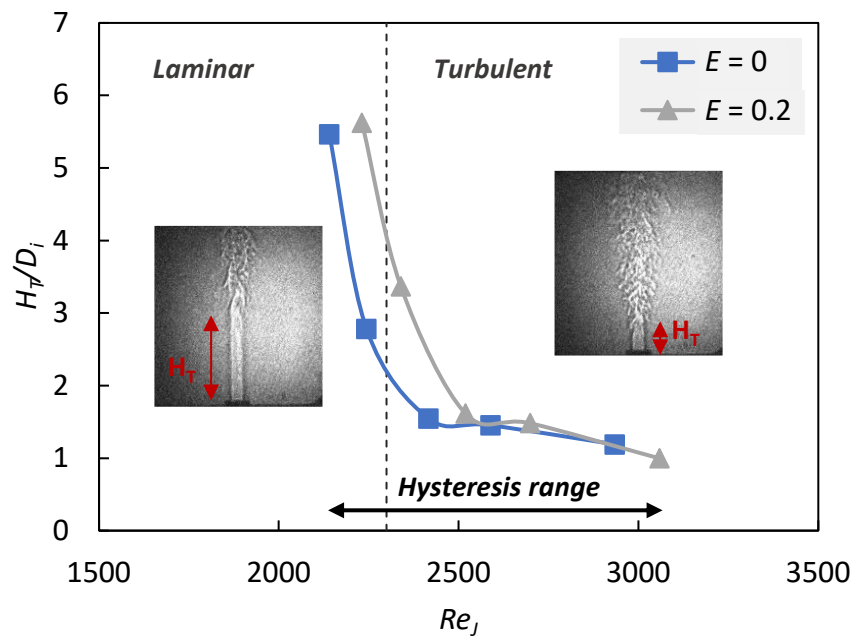 7
6
5
4
3
2
1
0
H_T/D_i
Laminar
Turbulent
E = 0
E = 0.2
H_T
H_T
Hysteresis range
1500
2000
2500
3000
3500
Re_J